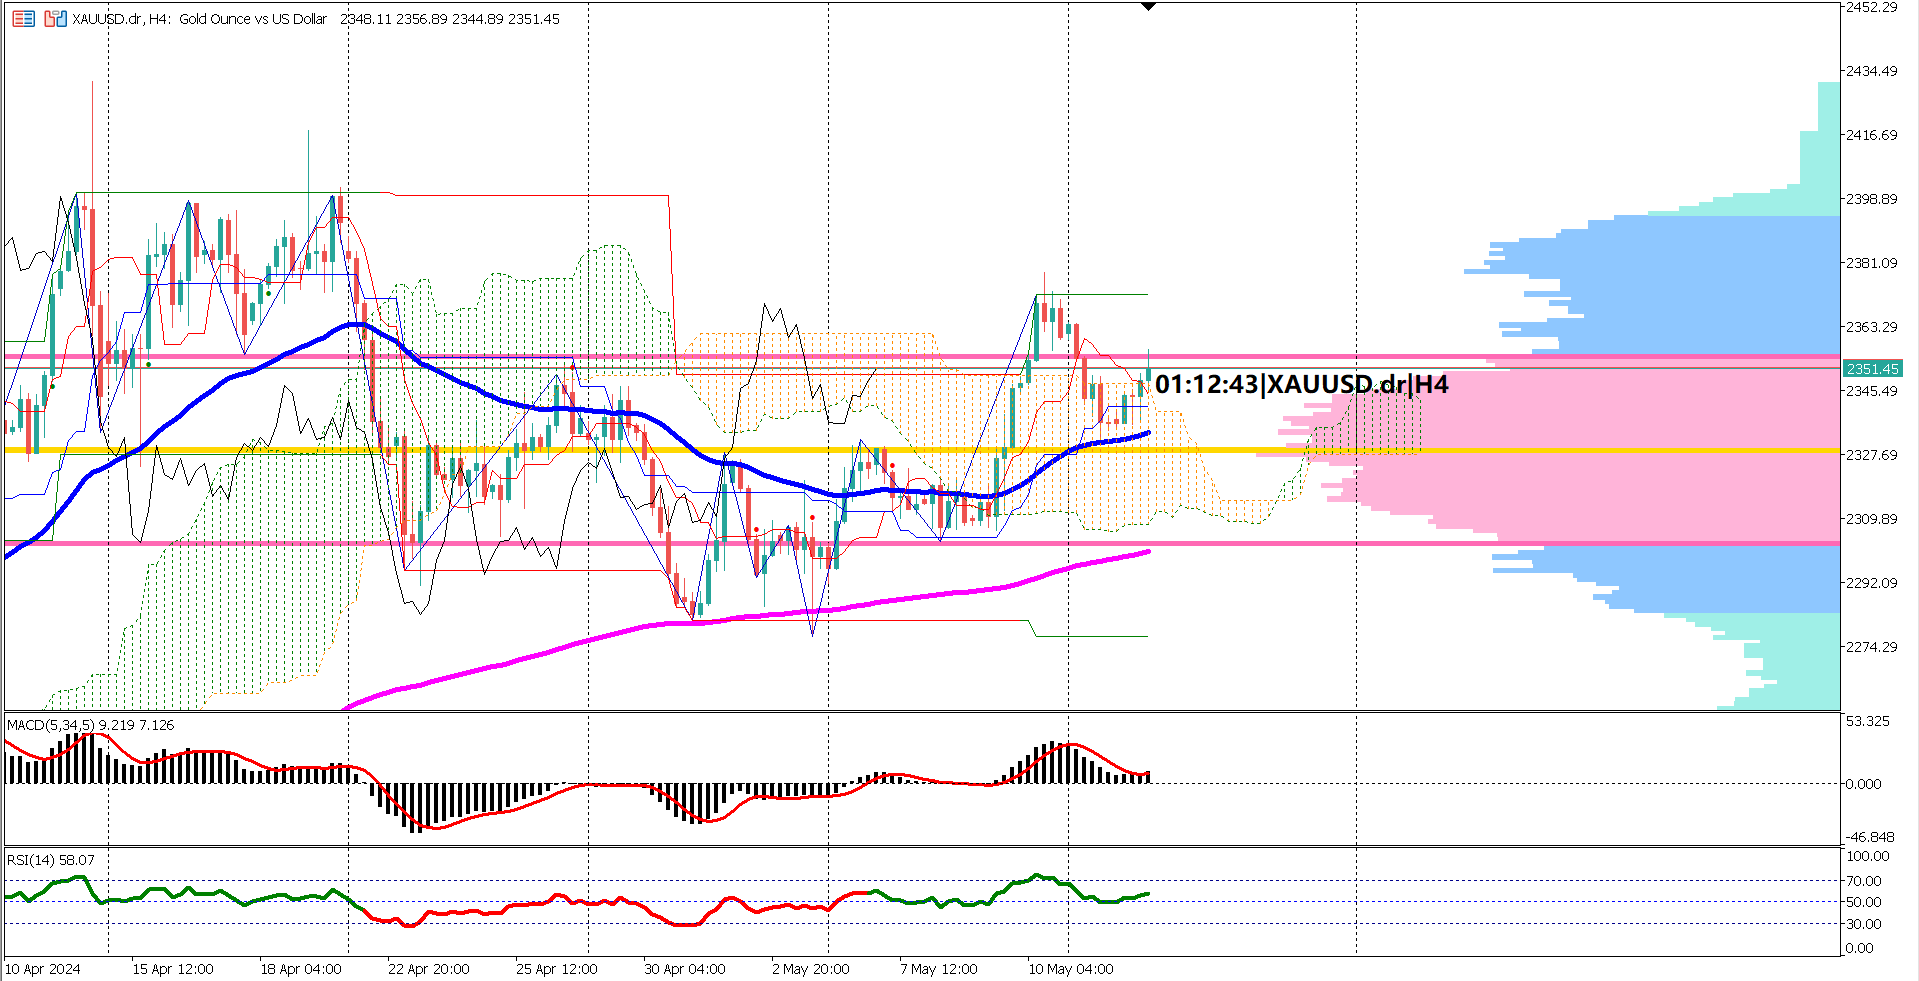 XAUUSD.dr, H4: Gold Ounce vs US Dollar 2348.11 2356.89 2344.89 2351.45
2452.29
2434.49
2416.69
2398.89
2381.09
2363.29
2351.45
01:12:43|XAUUSD.dr|H4
2345.49
2327.69
2309.89
2292.09
2274.29
MACD(5,34,5) 9.219 7.126
53.325
0.000
-46.848
RSI(14) 58.07
100.00
70.00
50.00
30.00
0.00
10 Apr 2024
15 Apr 12:00
18 Apr 04:00
22 Apr 20:00
25 Apr 12:00
30 Apr 04:00
2 May 20:00
7 May 12:00
10 May 04:00